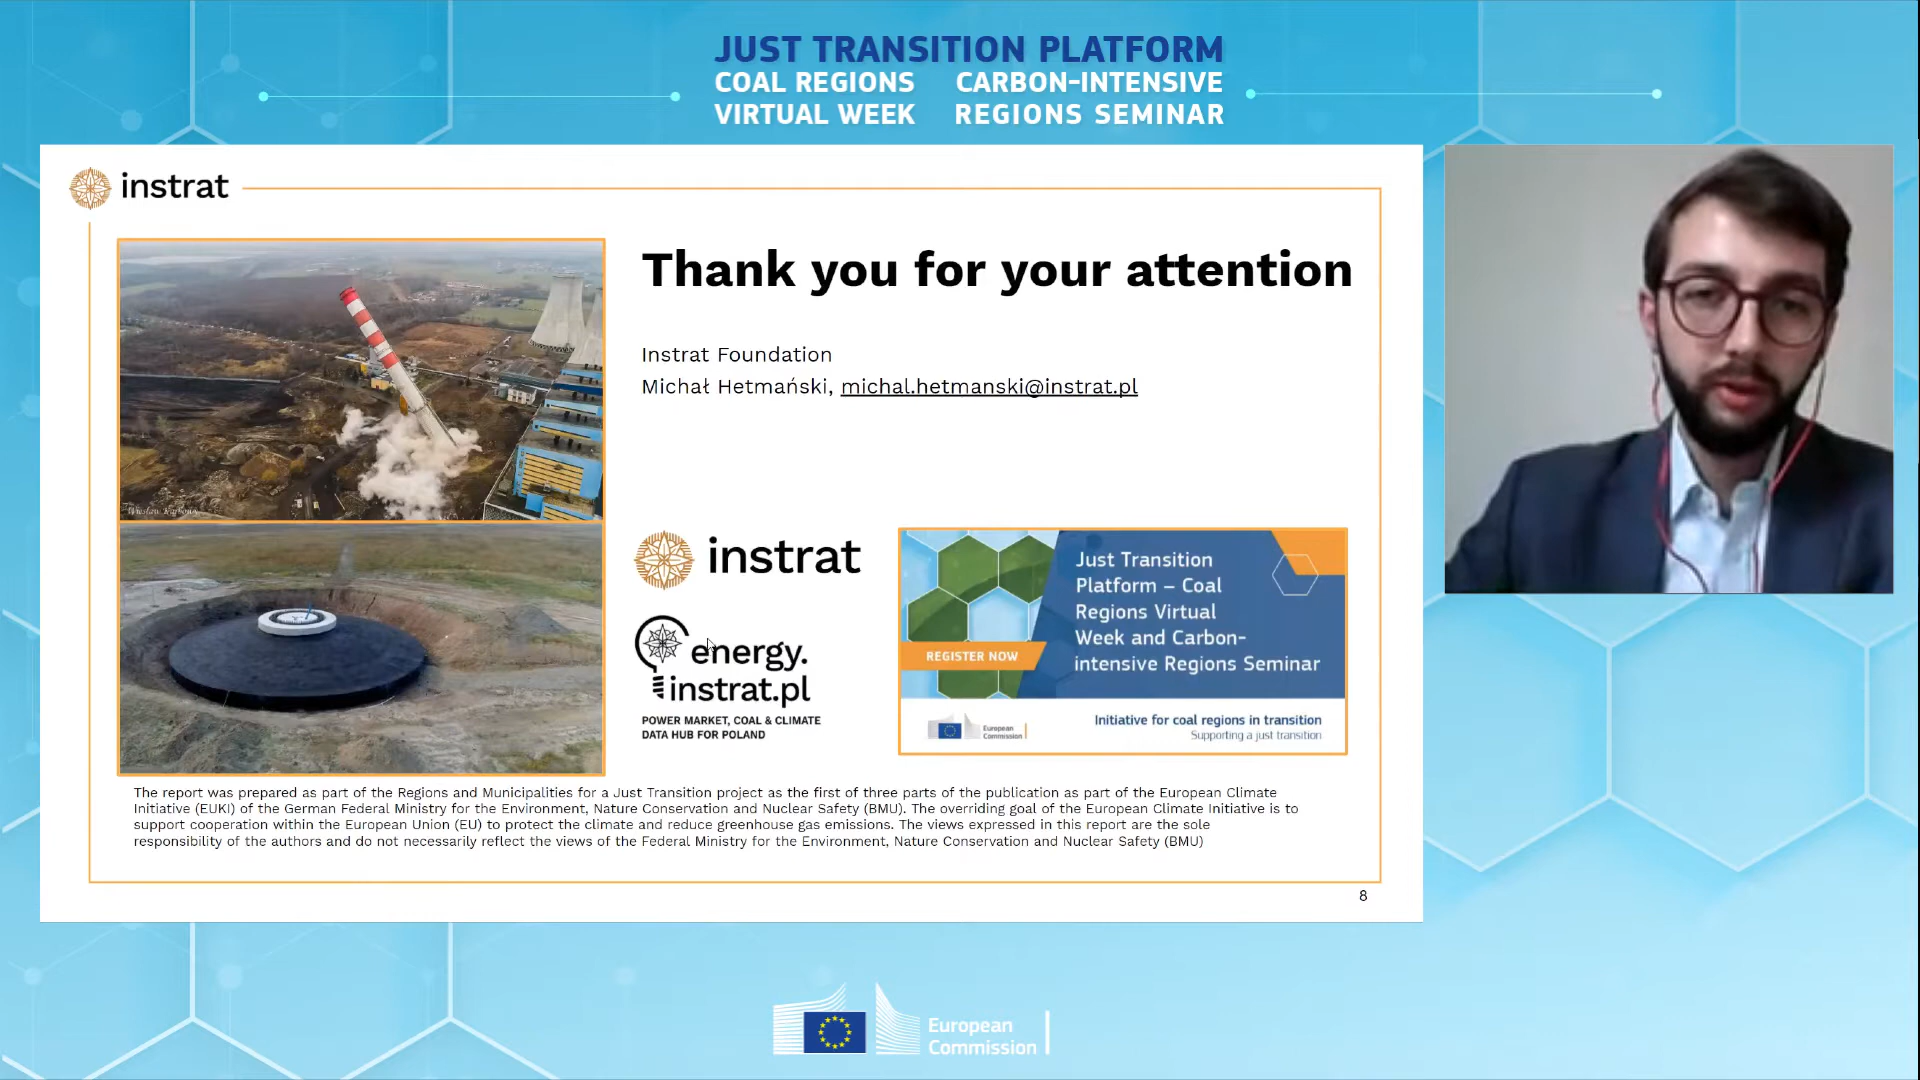 JUST TRANSITION PLATFORM
COAL REGIONS CARBON-INTENSIVE
VIRTUAL WEEK REGIONS SEMINAR
instrat
Thank you for your attention
Instrat Foundation
Michał Hetmański, michal.hetmanski@instrat.pl
instrat
energy.
instrat.pl
POWER MARKET, COAL & CLIMATE
DATA HUB FOR POLAND
Just Transition
Platform – Coal
Regions Virtual
Week and Carbon-
intensive Regions Seminar
REGISTER NOW
European
Commission
Initiative for coal regions in transition
Supporting a just transition
The report was prepared as part of the Regions and Municipalities for a Just Transition project as the first of three parts of the publication as part of the European Climate
Initiative (EUKI) of the German Federal Ministry for the Environment, Nature Conservation and Nuclear Safety (BMU). The overriding goal of the European Climate Initiative is to
support cooperation within the European Union (EU) to protect the climate and reduce greenhouse gas emissions. The views expressed in this report are the sole
responsibility of the authors and do not necessarily reflect the views of the Federal Ministry for the Environment, Nature Conservation and Nuclear Safety (BMU)
8
European
Commission